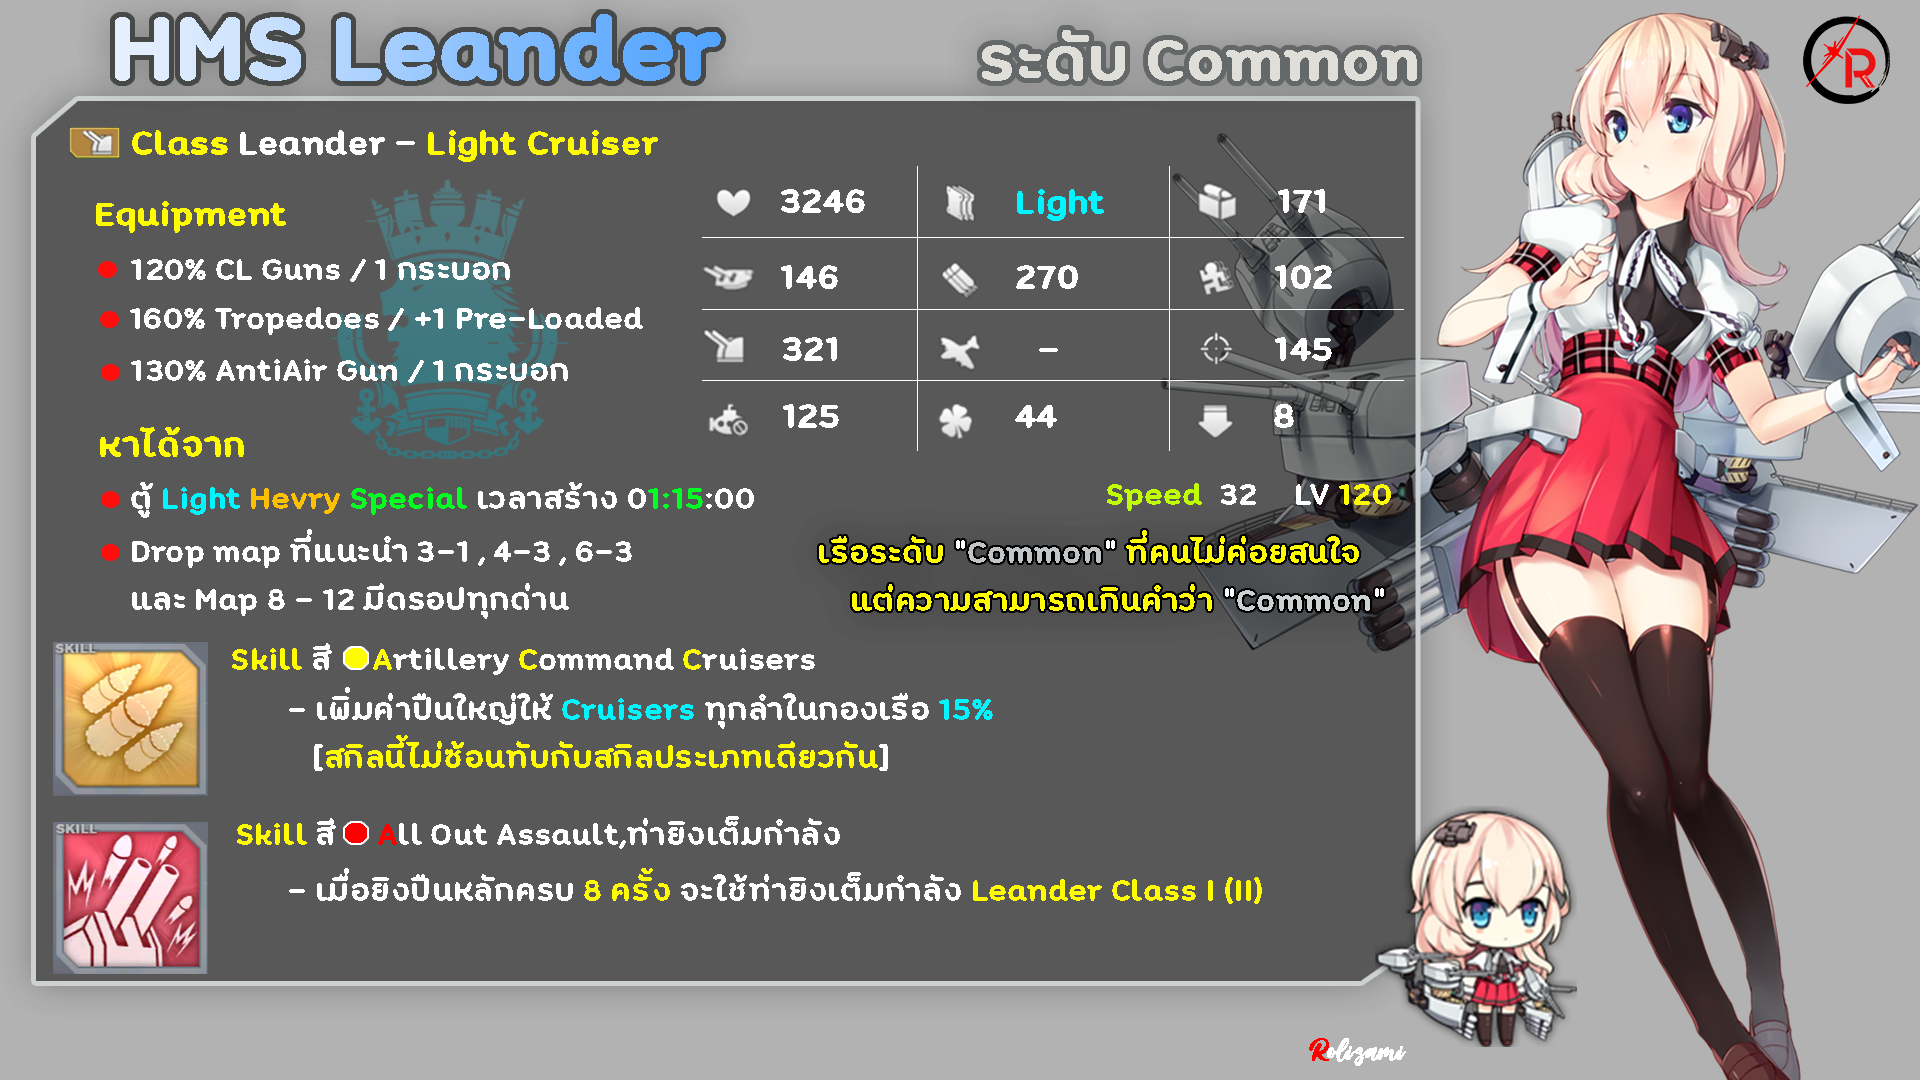 HMS Leander
ระดับ Common
R
Class Leander - Light Cruiser
Equipment
120% CL Guns / 1 กระบอก
160% Tropedoes / +1 Pre-Loaded
130% AntiAir Gun / 1 กระบอก
3246 Light 171
146 270 102
321 - 145
125 44 8
หาได้จาก
ตู้ Light Hevry Special เวลาสร้าง 01:15:00
Drop map ที่แนะนำ 3-1 , 4-3 , 6-3
และ Map 8 - 12 มีดรอปทุกด่าน
Speed 32 LV 120
เรือระดับ "Common" ที่คนไม่ค่อยสนใจ
แต่ความสามารถเกินคำว่า "Common"
SKILL
Skill สี Artillery Command Cruisers
- เพิ่มค่าปืนใหญ่ให้ Cruisers ทุกลำในกองเรือ 15%
[สกิลนี้ไม่ซ้อนทับกับสกิลประเภทเดียวกัน]
SKILL
Skill สี All Out Assault,ท่ายิงเต็มกำลัง
- เมื่อยิงปืนหลักครบ 8 ครั้ง จะใช้ท่ายิงเต็มกำลัง Leander Class I (II)
Rolizami